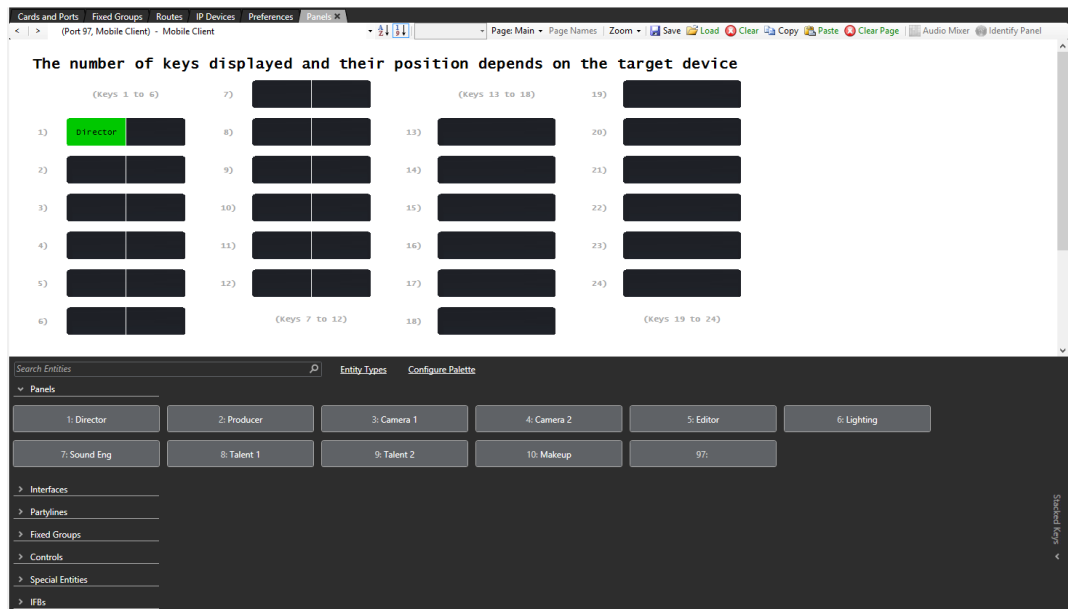 Cards and Ports Fixed Groups Routes IP Devices Preferences Panels X
< > (Port 97, Mobile Client) - Mobile Client Page: Main Page Names Zoom Save Load Clear Copy Paste Clear Page Audio Mixer Identify Panel
The number of keys displayed and their position depends on the target device
(Keys 1 to 6) 7) (Keys 13 to 18) 19)
1) Director 8) 13) 20)
2) 9) 14) 21)
3) 10) 15) 22)
4) 11) 16) 23)
5) 12) 17) 24)
6) (Keys 7 to 12) 18) (Keys 19 to 24)
Search Entities Entity Types Configure Palette
Panels
1: Director 2: Producer 3: Camera 1 4: Camera 2 5: Editor 6: Lighting
7: Sound Eng 8: Talent 1 9: Talent 2 10: Makeup 97:
> Interfaces
> Partylines
> Fixed Groups
> Controls
> Special Entities
> IFBs
Stacked Keys